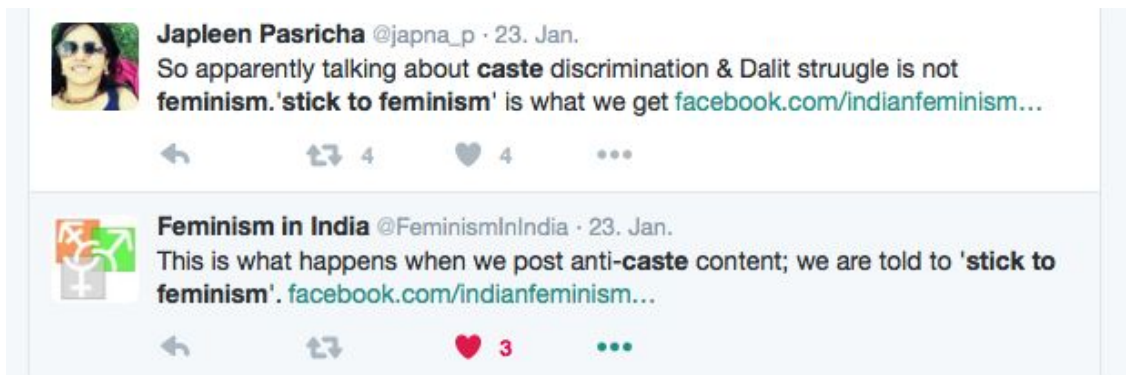 Japleen Pasricha @japna_p · 23. Jan.
So apparently talking about caste discrimination & Dalit struugle is not
feminism.'stick to feminism' is what we get facebook.com/indianfeminism…
4 4
Feminism in India @FeminismInIndia · 23. Jan.
This is what happens when we post anti-caste content; we are told to 'stick to
feminism'. facebook.com/indianfeminism…
3